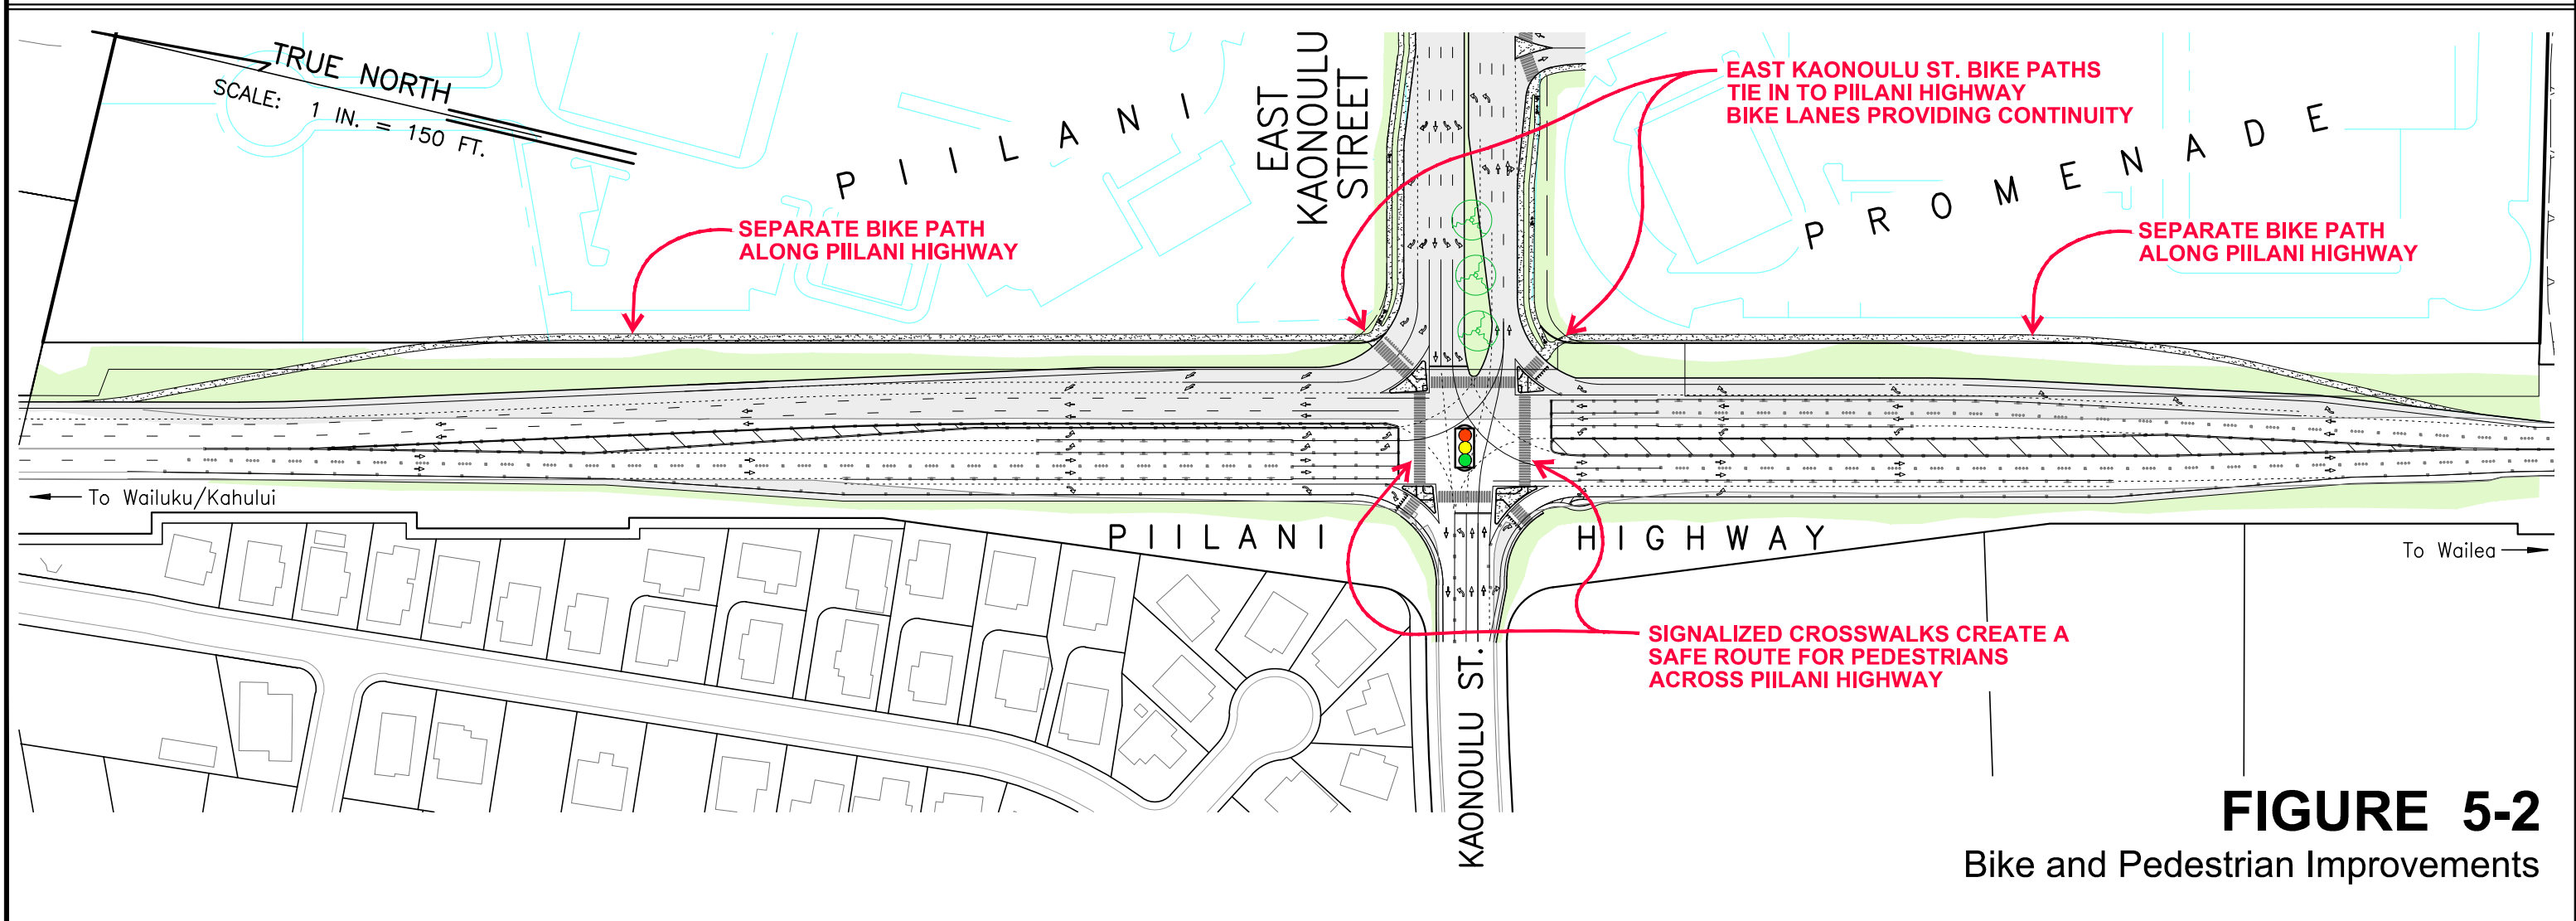 TRUE NORTH
SCALE: 1 IN. = 150 FT.
PIILANI
EAST
KAONOULU
STREET
EAST KAONOULU ST. BIKE PATHS
TIE IN TO PIILANI HIGHWAY
BIKE LANES PROVIDING CONTINUITY
PROMENADE
SEPARATE BIKE PATH
ALONG PIILANI HIGHWAY
SEPARATE BIKE PATH
ALONG PIILANI HIGHWAY
To Wailuku/Kahului
PIILANI HIGHWAY
To Wailea
SIGNALIZED CROSSWALKS CREATE A
SAFE ROUTE FOR PEDESTRIANS
ACROSS PIILANI HIGHWAY
KAONOULU ST.
FIGURE 5-2
Bike and Pedestrian Improvements